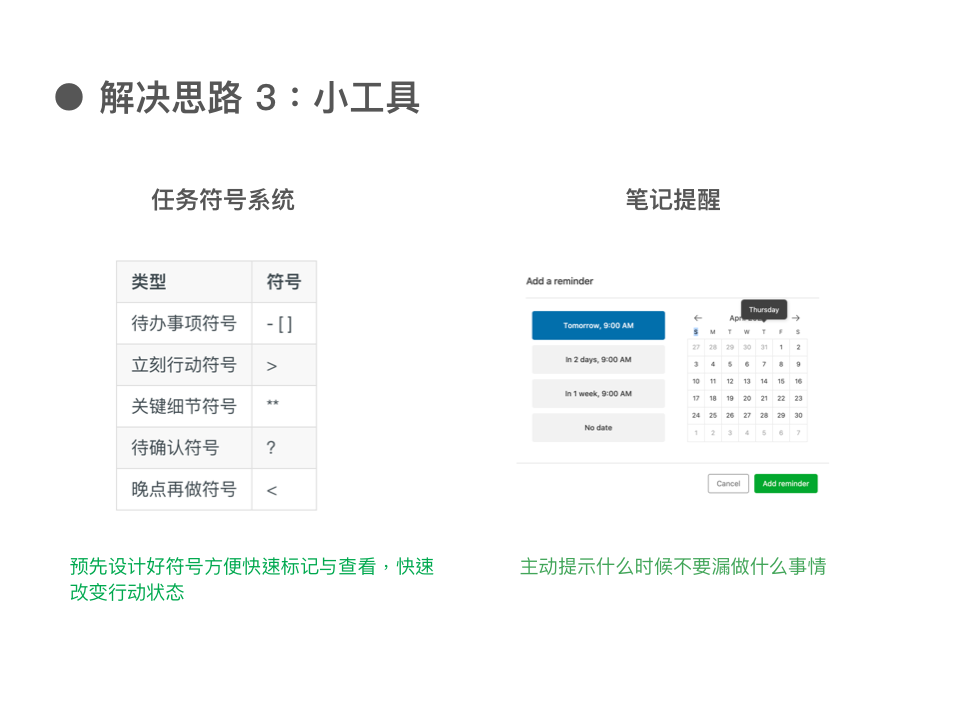 ● 解决思路 3：小工具
任务符号系统
笔记提醒
类型 符号
待办事项符号 - [ ]
立刻行动符号 >
关键细节符号 **
待确认符号 ?
晚点再做符号 <
Add a reminder
Tomorrow, 9:00 AM
In 2 days, 9:00 AM
In 1 week, 9:00 AM
No date
Thursday
← →
S M T W T F S
27 28 29 30 31 1 2
3 4 5 6 7 8 9
10 11 12 13 14 15 16
17 18 19 20 21 22 23
24 25 26 27 28 29 30
1 2 3 4 5 6 7
Cancel Add reminder
预先设计好符号方便快速标记与查看，快速
改变行动状态
主动提示什么时候不要漏做什么事情